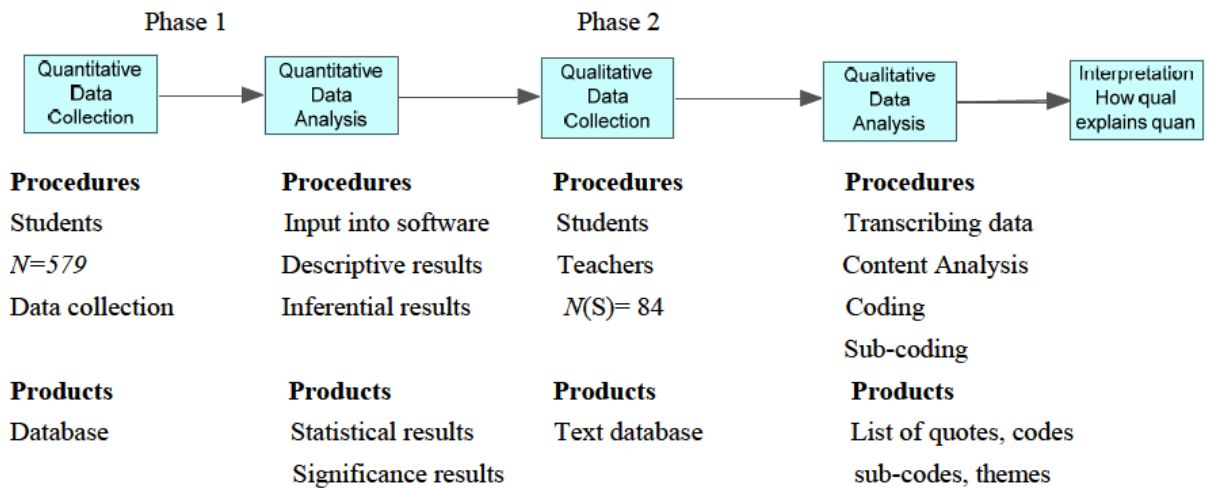 Phase 1
Phase 2
Quantitative
Data
Collection
Quantitative
Data
Analysis
Qualitative
Data
Collection
Qualitative
Data
Analysis
Interpretation
How qual
explains quan
Procedures
Students
N=579
Data collection
Products
Database
Procedures
Input into software
Descriptive results
Inferential results
Products
Statistical results
Significance results
Procedures
Students
Teachers
N(S)= 84
Products
Text database
Procedures
Transcribing data
Content Analysis
Coding
Sub-coding
Products
List of quotes, codes
sub-codes, themes